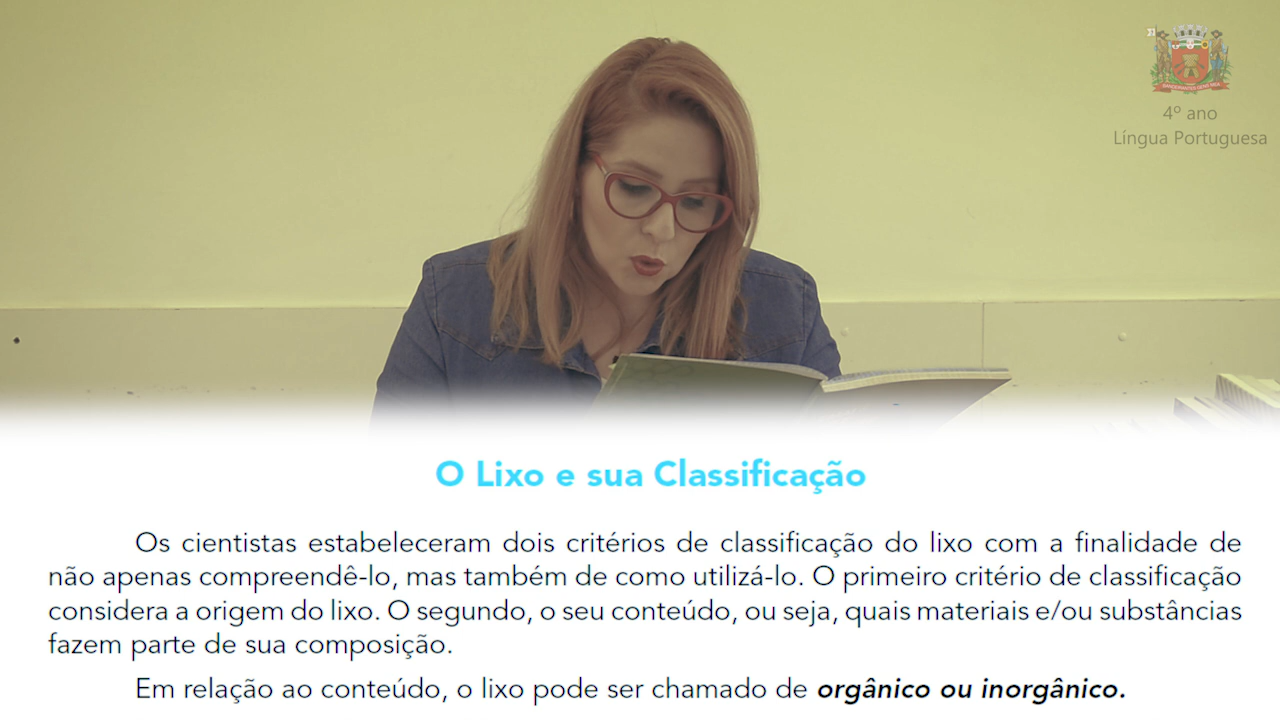 4º ano
Língua Portuguesa
O Lixo e sua Classificação
Os cientistas estabeleceram dois critérios de classificação do lixo com a finalidade de
não apenas compreendê-lo, mas também de como utilizá-lo. O primeiro critério de classificação
considera a origem do lixo. O segundo, o seu conteúdo, ou seja, quais materiais e/ou substâncias
fazem parte de sua composição.
Em relação ao conteúdo, o lixo pode ser chamado de orgânico ou inorgânico.